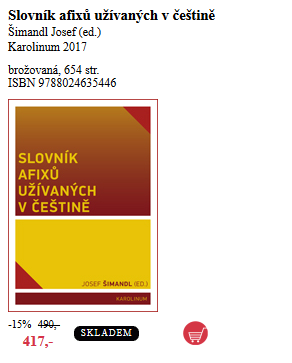 Slovník afixů užívaných v češtině
Šimandl Josef (ed.)
Karolinum 2017
brožovaná, 654 str.
ISBN 9788024635446
SLOVNÍK
AFIXŮ
UŽÍVANÝCH
V ČEŠTINĚ
JOSEF ŠIMANDL (ED.)
KAROLINUM
-15% 490,-
417,-
SKLADEM